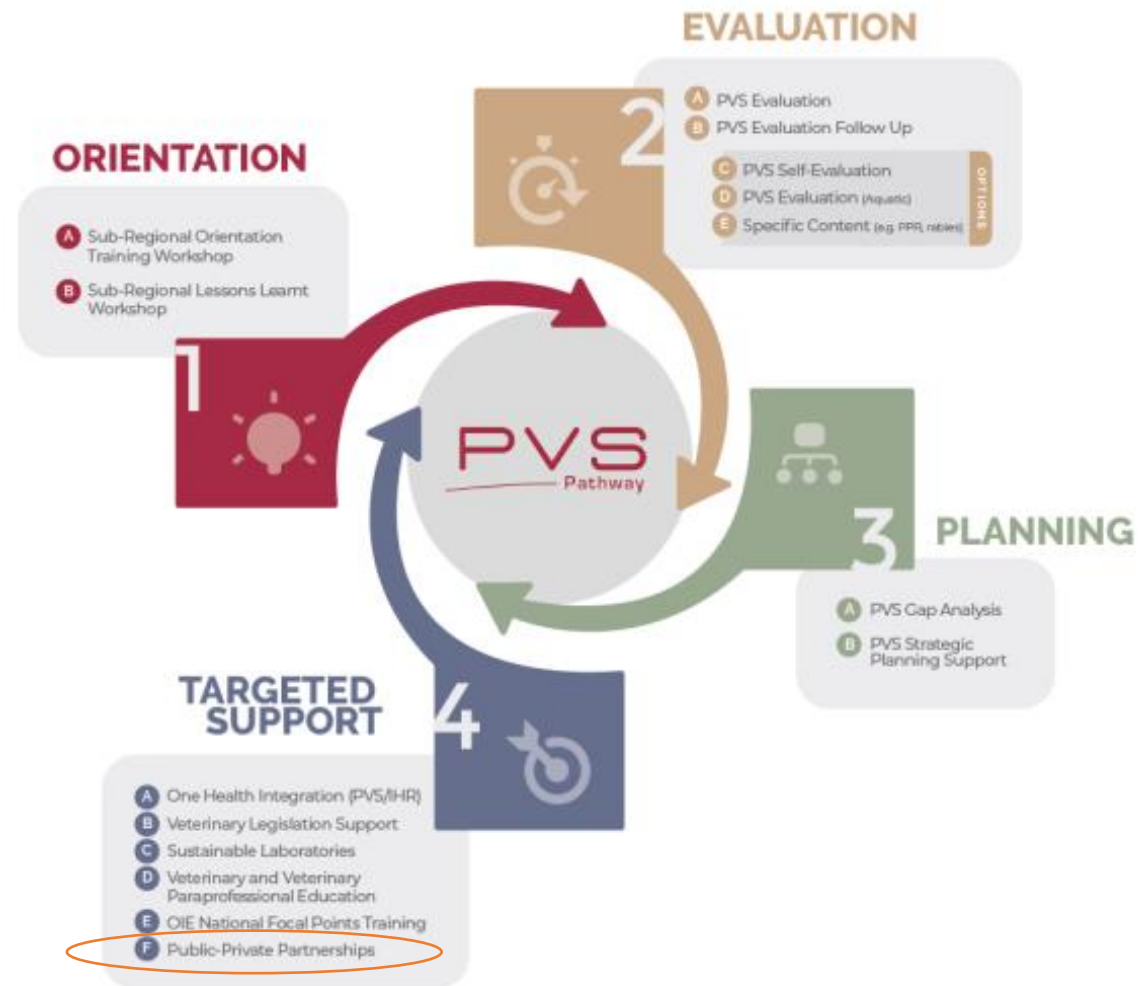 ORIENTATION
A Sub-Regional Orientation
Training Workshop
B Sub-Regional Lessons Learnt
Workshop
1
EVALUATION
2
A PVS Evaluation
B PVS Evaluation Follow Up
C PVS Self-Evaluation
D PVS Evaluation (Aquatic)
E Specific Content (e.g. PPR, rabies)
OPTIONS
PVS
Pathway
3
PLANNING
A PVS Gap Analysis
B PVS Strategic
Planning Support
TARGETED
SUPPORT
4
A One Health Integration (PVS/IHR)
B Veterinary Legislation Support
C Sustainable Laboratories
D Veterinary and Veterinary
Paraprofessional Education
E OIE National Focal Points Training
F Public-Private Partnerships